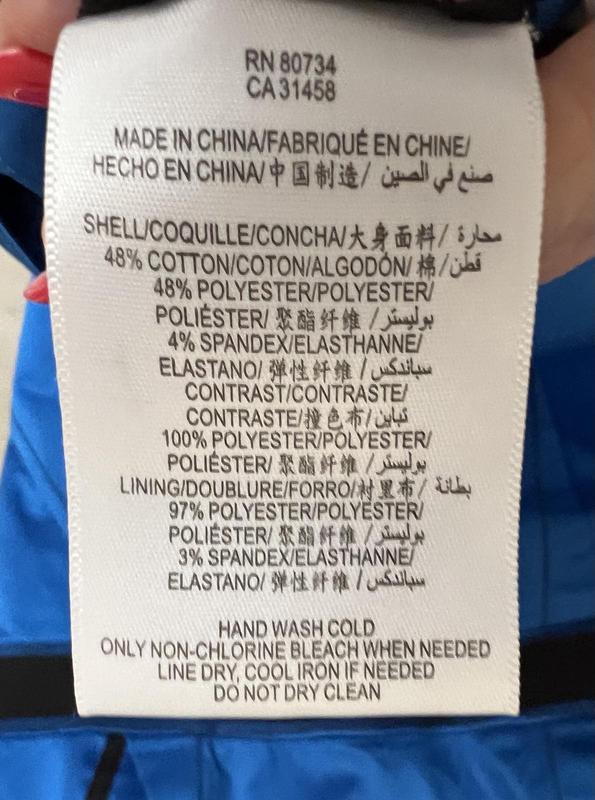 RN 80734
CA 31458
MADE IN CHINA/FABRIQUÉ EN CHINE/
HECHO EN CHINA/中国制造/ صنع في الصين
SHELL/COQUILLE/CONCHA/大身面料/ محارة
48% COTTON/COTON/ALGODÓN/ 棉/قطن
48% POLYESTER/POLYESTER/
POLIÉSTER/ 聚酯纤维 /بوليستر
4% SPANDEX/ELASTHANNE/
ELASTANO/ 弹性纤维 /سباندكس
CONTRAST/CONTRASTE/
CONTRASTE/撞色布/تباين
100% POLYESTER/POLYESTER/
POLIÉSTER/ 聚酯纤维 /بوليستر
LINING/DOUBLURE/FORRO/衬里布/ بطانة
97% POLYESTER/POLYESTER/
POLIÉSTER/ 聚酯纤维 /بوليستر
3% SPANDEX/ELASTHANNE/
ELASTANO/ 弹性纤维 /سباندكس
HAND WASH COLD
ONLY NON-CHLORINE BLEACH WHEN NEEDED
LINE DRY, COOL IRON IF NEEDED
DO NOT DRY CLEAN